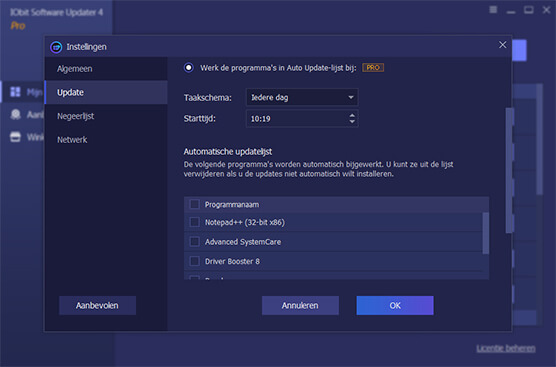 IObit Software Updater 4
Pro
Instellingen
Algemeen
Update
Negeerlijst
Netwerk
Aanbevolen
Werk de programma's in Auto Update-lijst bij: PRO
Taakschema: Iedere dag
Starttijd: 10:19
Automatische updatelijst
De volgende programma's worden automatisch bijgewerkt. U kunt ze uit de lijst
verwijderen als u de updates niet automatisch wilt installeren.
Programmanaam
Notepad++ (32-bit x86)
Advanced SystemCare
Driver Booster 8
Annuleren
OK
Mijn
Licentie beheren